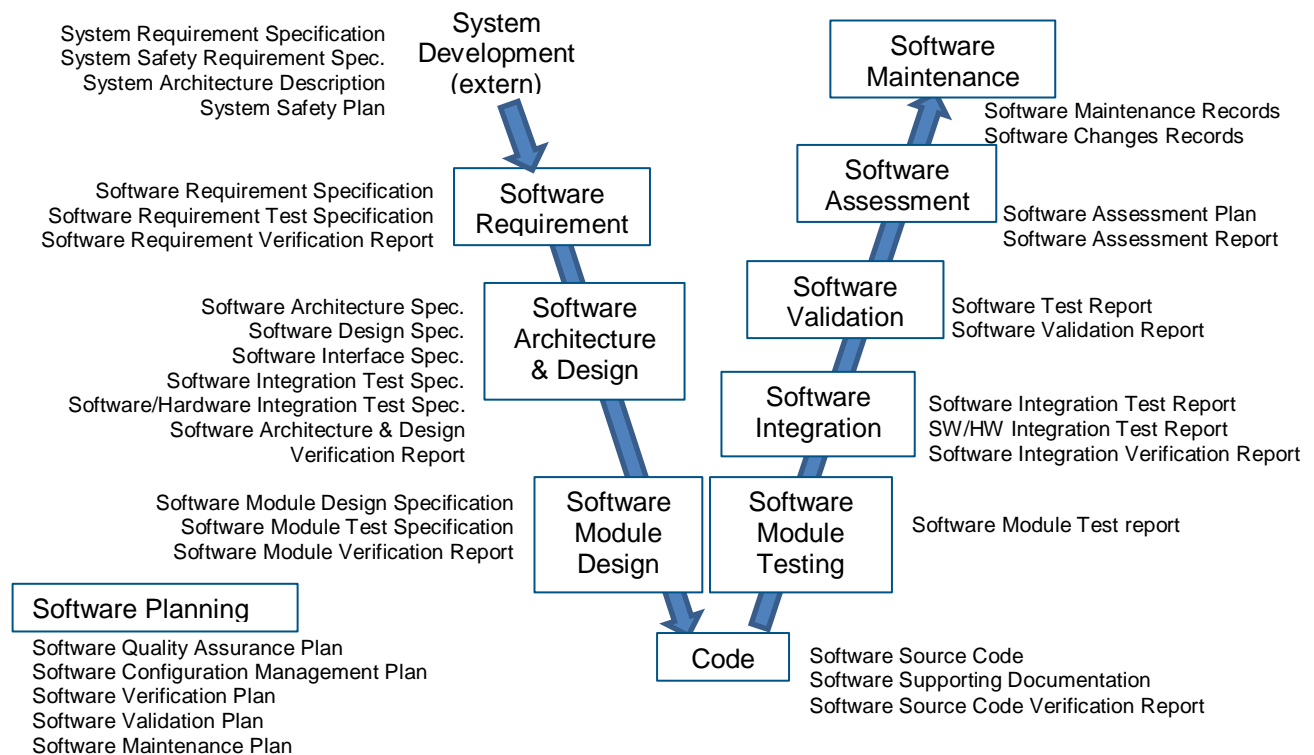 System Requirement Specification
System Safety Requirement Spec.
System Architecture Description
System Safety Plan
System
Development
(extern)
Software Requirement Specification
Software Requirement Test Specification
Software Requirement Verification Report
Software
Requirement
Software Architecture Spec.
Software Design Spec.
Software Interface Spec.
Software Integration Test Spec.
Software/Hardware Integration Test Spec.
Software Architecture & Design
Verification Report
Software
Architecture
& Design
Software Module Design Specification
Software Module Test Specification
Software Module Verification Report
Software
Module
Design
Software Planning
Software Quality Assurance Plan
Software Configuration Management Plan
Software Verification Plan
Software Validation Plan
Software Maintenance Plan
Code
Software Source Code
Software Supporting Documentation
Software Source Code Verification Report
Software
Module
Testing
Software Module Test report
Software
Integration
Software Integration Test Report
SW/HW Integration Test Report
Software Integration Verification Report
Software
Validation
Software Test Report
Software Validation Report
Software
Assessment
Software Assessment Plan
Software Assessment Report
Software
Maintenance
Software Maintenance Records
Software Changes Records